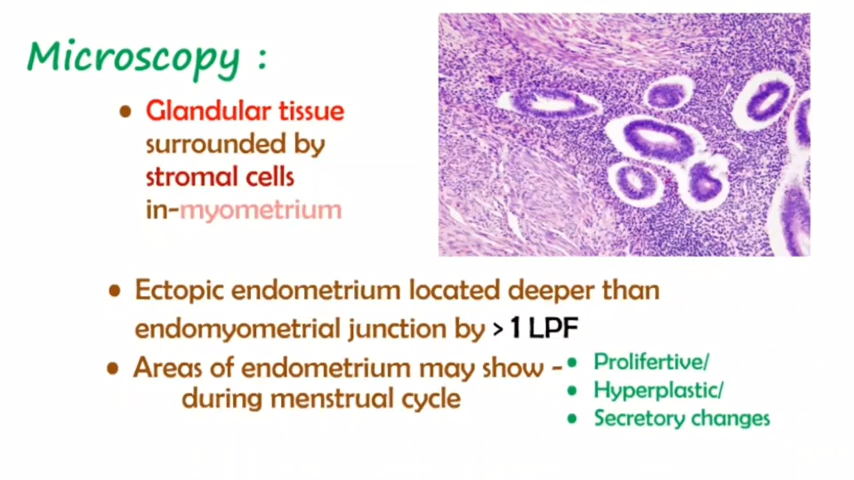 Microscopy :
• Glandular tissue
surrounded by
stromal cells
in-myometrium
• Ectopic endometrium located deeper than
endomyometrial junction by > 1 LPF
• Areas of endometrium may show -
during menstrual cycle
• Prolifertive/
• Hyperplastic/
• Secretory changes